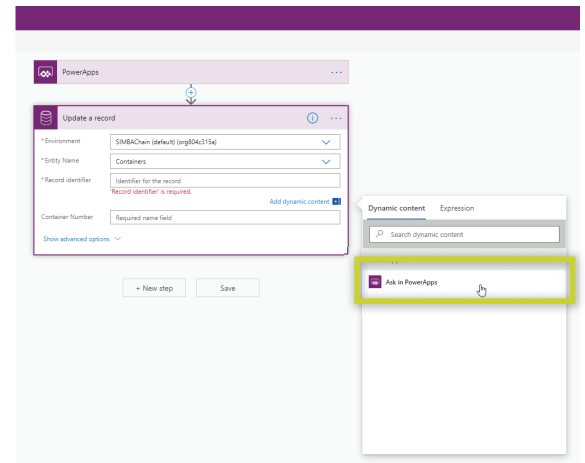 PowerApps
Update a record
* Environment
SIMBAChain (default) (org804c315a)
* Entity Name
Containers
* Record identifier
Identifier for the record
'Record identifier' is required.
Add dynamic content
Container Number
Required name field
Show advanced options
+ New step
Save
Dynamic content
Expression
Search dynamic content
Ask in PowerApps